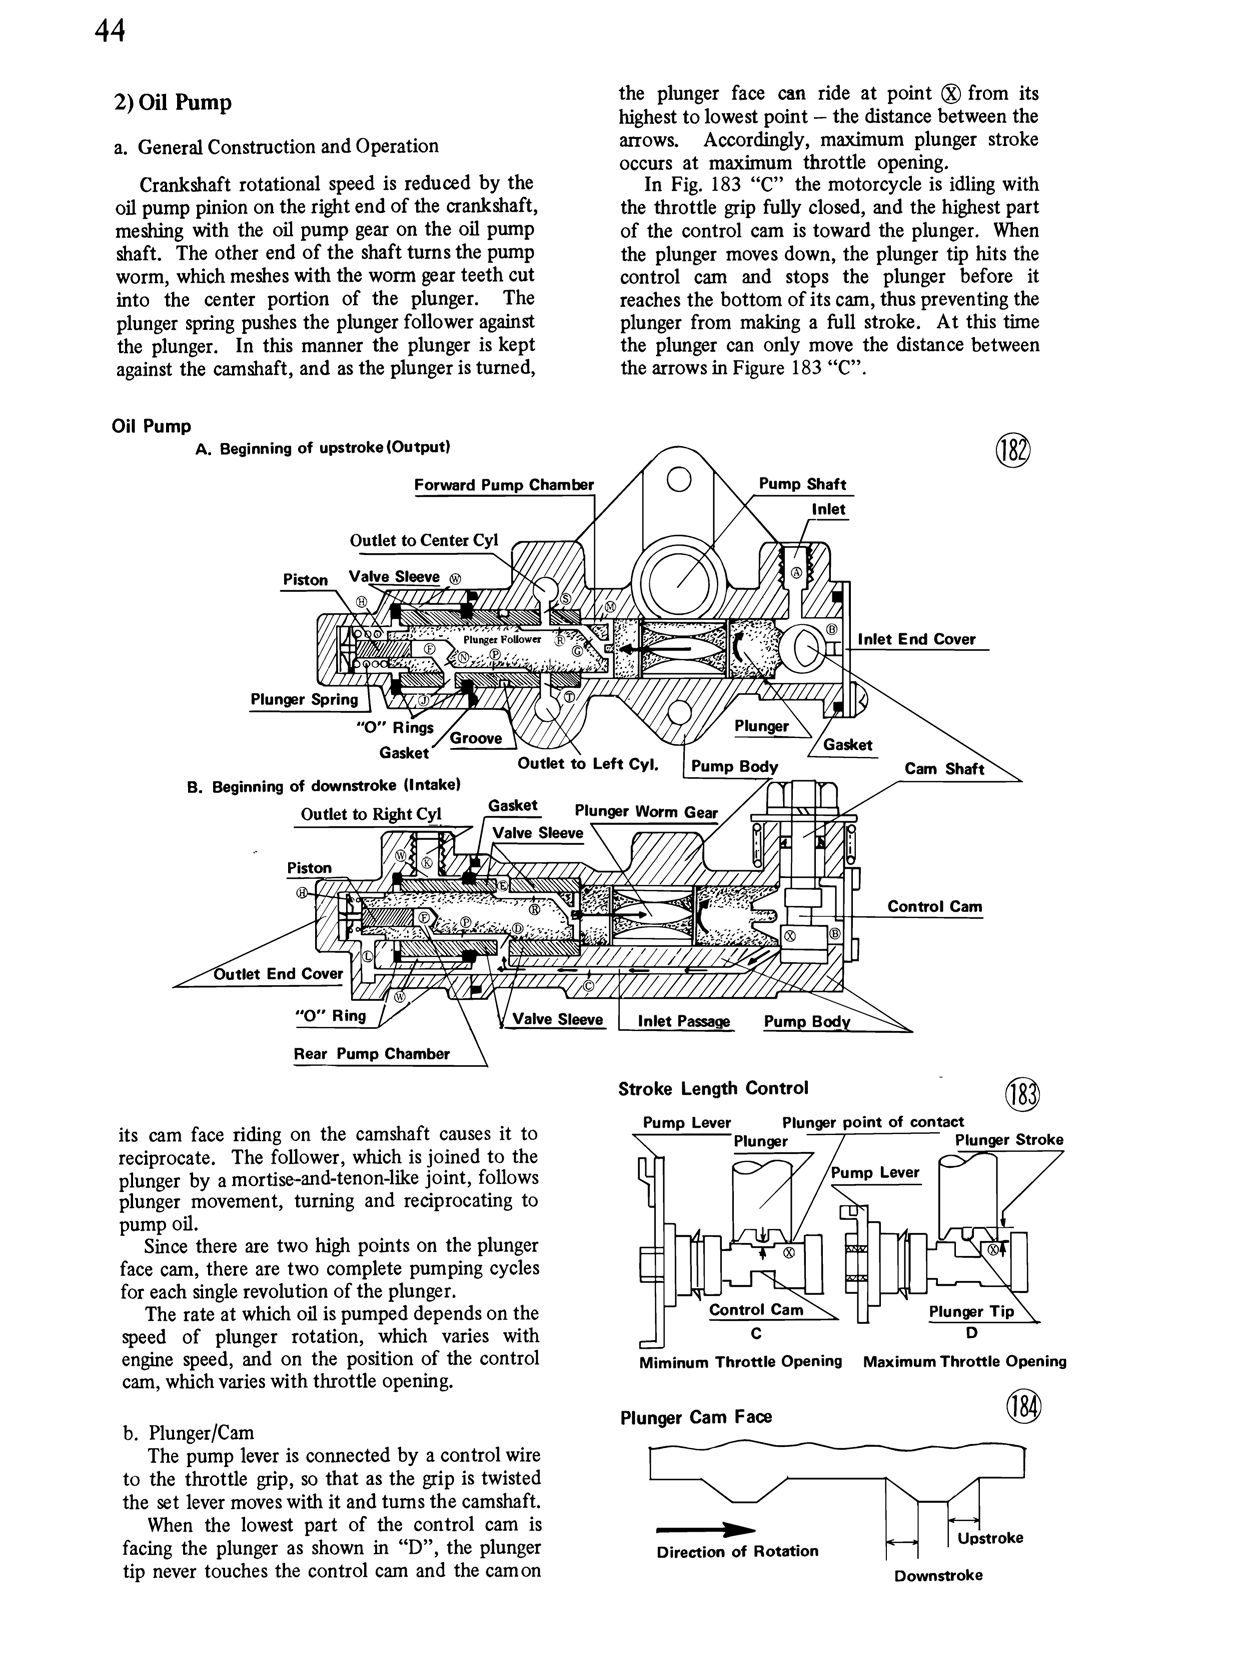 44
2) Oil Pump
a. General Construction and Operation
Crankshaft rotational speed is reduced by the
oil pump pinion on the right end of the crankshaft,
meshing with the oil pump gear on the oil pump
shaft. The other end of the shaft turns the pump
worm, which meshes with the worm gear teeth cut
into the center portion of the plunger. The
plunger spring pushes the plunger follower against
the plunger. In this manner the plunger is kept
against the camshaft, and as the plunger is turned,
the plunger face can ride at point Ⓧ from its
highest to lowest point — the distance between the
arrows. Accordingly, maximum plunger stroke
occurs at maximum throttle opening.
In Fig. 183 “C” the motorcycle is idling with
the throttle grip fully closed, and the highest part
of the control cam is toward the plunger. When
the plunger moves down, the plunger tip hits the
control cam and stops the plunger before it
reaches the bottom of its cam, thus preventing the
plunger from making a full stroke. At this time
the plunger can only move the distance between
the arrows in Figure 183 “C”.
Oil Pump
A. Beginning of upstroke (Output)
182
Forward Pump Chamber
Pump Shaft
Inlet
Outlet to Center Cyl
Piston
Valve Sleeve
Ⓦ
Ⓗ
Ⓢ
Ⓜ
Ⓐ
Plunger Follower
Ⓕ
Ⓝ
Ⓟ
Ⓡ
Ⓖ
Ⓑ
Inlet End Cover
Plunger Spring
Ⓙ
Ⓣ
“O” Rings
Groove
Gasket
Outlet to Left Cyl.
Pump Body
Plunger
Gasket
Cam Shaft
B. Beginning of downstroke (Intake)
Outlet to Right Cyl
Gasket
Plunger Worm Gear
Valve Sleeve
Ⓦ
Ⓚ
Piston
Ⓗ
Ⓔ
Ⓡ
Ⓕ
Ⓟ
Ⓓ
Control Cam
Ⓧ
Ⓑ
Ⓛ
Outlet End Cover
Ⓦ
Ⓒ
“O” Ring
Valve Sleeve
Inlet Passage
Pump Body
Rear Pump Chamber
its cam face riding on the camshaft causes it to
reciprocate. The follower, which is joined to the
plunger by a mortise-and-tenon-like joint, follows
plunger movement, turning and reciprocating to
pump oil.
Since there are two high points on the plunger
face cam, there are two complete pumping cycles
for each single revolution of the plunger.
The rate at which oil is pumped depends on the
speed of plunger rotation, which varies with
engine speed, and on the position of the control
cam, which varies with throttle opening.
b. Plunger/Cam
The pump lever is connected by a control wire
to the throttle grip, so that as the grip is twisted
the set lever moves with it and turns the camshaft.
When the lowest part of the control cam is
facing the plunger as shown in “D”, the plunger
tip never touches the control cam and the cam on
Stroke Length Control
183
Pump Lever
Plunger point of contact
Plunger
Plunger Stroke
Pump Lever
Ⓧ
Ⓧ
Control Cam
Plunger Tip
C
D
Miminum Throttle Opening
Maximum Throttle Opening
Plunger Cam Face
184
Direction of Rotation
Upstroke
Downstroke